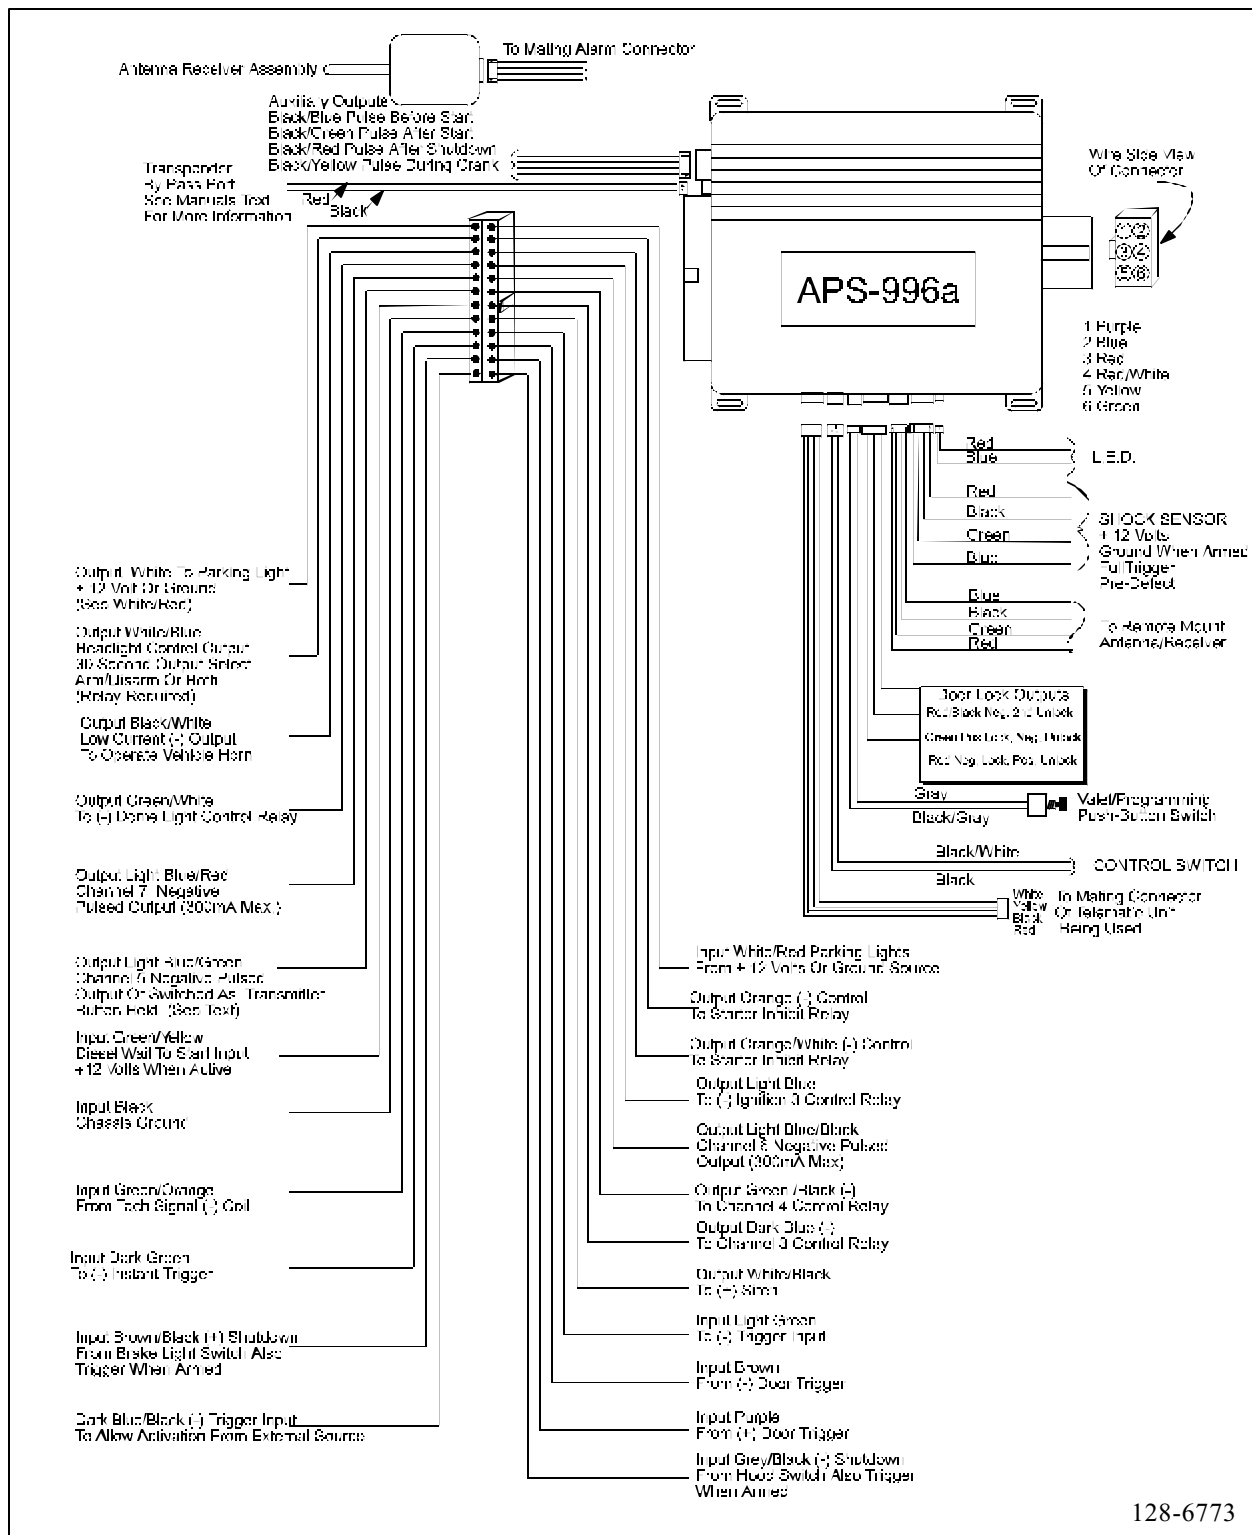 To Mating Alarm Connector
Antenna Receiver Assembly
Auxiliary Outputs
Black/Blue Pulse Before Start
Black/Green Pulse After Start
Black/Red Pulse After Shutdown
Black/Yellow Pulse During Crank
Transponder
By Pass Port
See Manuals Text
For More Information
Red
Black
Wire Side View
Of Connector
1 2
3 4
5 6
APS-996a
1 Purple
2 Blue
3 Red
4 Red/White
5 Yellow
6 Green
Red
Blue
L.E.D.
Red
Black
Green
Blue
SHOCK SENSOR
+ 12 Volts
Ground When Armed
Full Trigger
Pre-Detect
Blue
Black
Green
Red
To Remote Mount
Antenna/Receiver
Door Lock Outputs
Red/Black Neg. 2nd Unlock
Green Pos Lock, Neg. Unlock
Red Neg. Lock, Pos. Unlock
Gray
Black/Gray
Valet/Programming
Push-Button Switch
Black/White
Black
CONTROL SWITCH
White
Yellow
Black
Red
To Mating Connector
Of Telematic Unit
Being Used
Output White To Parking Light
+ 12 Volt Or Ground
(See White/Red)
Output White/Blue
Headlight Control Output
30 Second Output Select
Arm/Disarm Or Both
(Relay Required)
Output Black/White
Low Current (-) Output
To Operate Vehicle Horn
Output Green/White
To (-) Dome Light Control Relay
Output Light Blue/Red
Channel 7 Negative
Pulsed Output (300mA Max.)
Output Light Blue/Green
Channel 5 Negative Pulsed
Output Or Switched As Transmitter
Button Held (See Text)
Input Green/Yellow
Diesel Wait To Start Input
+12 Volts When Active
Input Black
Chassis Ground
Input Green/Orange
From Tach Signal (-) Coil
Input Dark Green
To (-) Instant Trigger
Input Brown/Black (+) Shutdown
From Brake Light Switch Also
Trigger When Armed
Dark Blue/Black (-) Trigger Input
To Allow Activation From External Source
Input White/Red Parking Lights
From + 12 Volts Or Ground Source
Output Orange (-) Control
To Starter Inhibit Relay
Output Orange/White (-) Control
To Starter Inhibit Relay
Output Light Blue
To (-) Ignition 3 Control Relay
Output Light Blue/Black
Channel 6 Negative Pulsed
Output (300mA Max)
Output Green /Black (-)
To Channel 4 Control Relay
Output Dark Blue (-)
To Channel 3 Control Relay
Output White/Black
To (+) Siren
Input Light Green
To (-) Trigger Input
Input Brown
From (-) Door Trigger
Input Purple
From (+) Door Trigger
Input Grey/Black (-) Shutdown
From Hood Switch Also Trigger
When Armed
128-6773